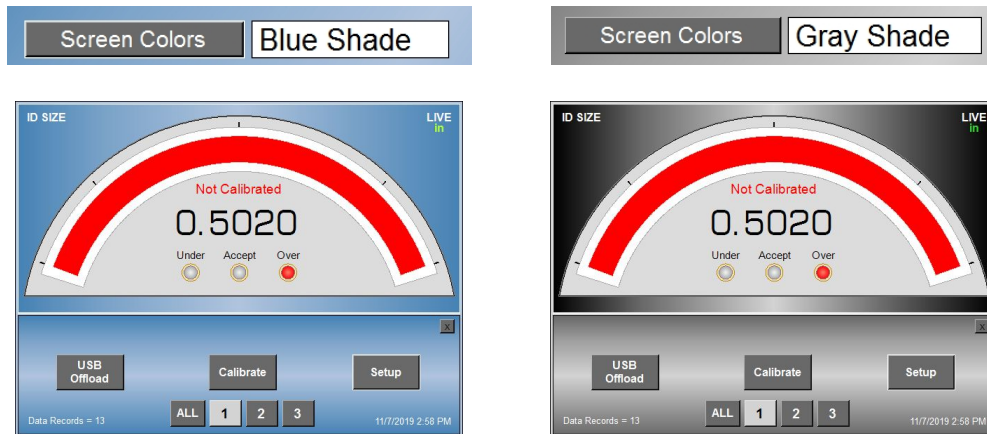 Screen Colors Blue Shade
ID SIZE LIVE
in
Not Calibrated
0.5020
Under Accept Over
X
USB
Offload
Calibrate
Setup
ALL 1 2 3
Data Records = 13
11/7/2019 2:58 PM
Screen Colors Gray Shade
ID SIZE LIVE
in
Not Calibrated
0.5020
Under Accept Over
X
USB
Offload
Calibrate
Setup
ALL 1 2 3
Data Records = 13
11/7/2019 2:58 PM